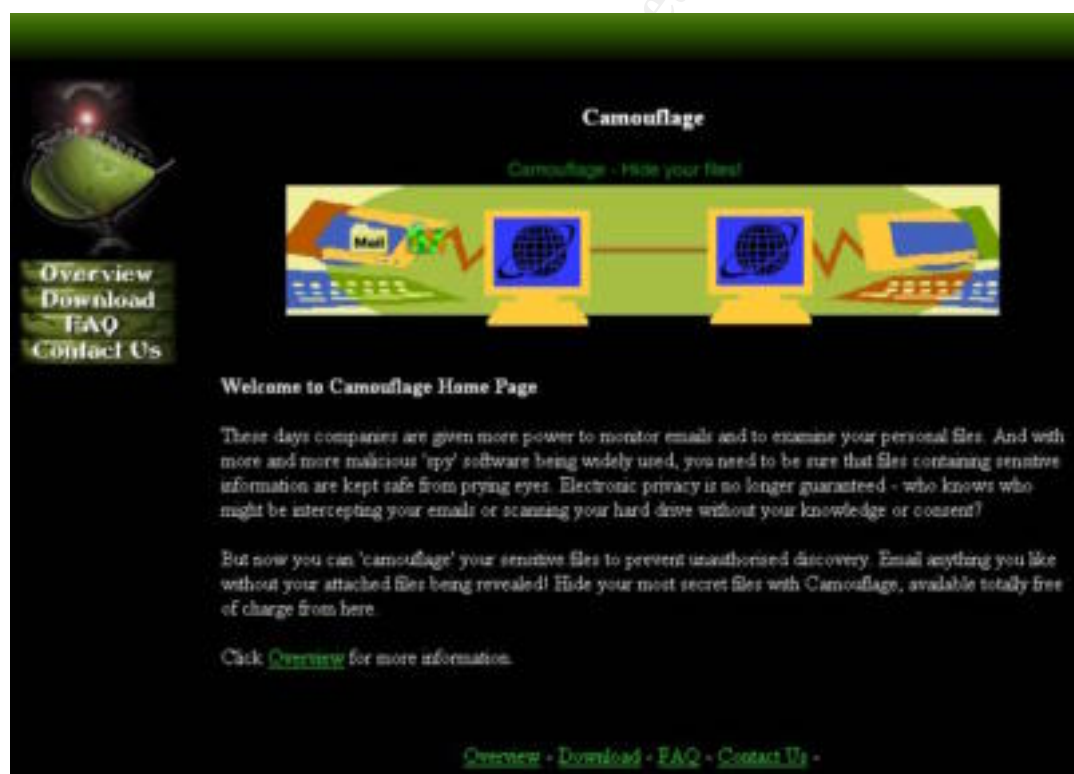 Camouflage
Camouflage - Hide your files!
Mail
Overview
Download
FAQ
Contact Us
Welcome to Camouflage Home Page
These days companies are given more power to monitor emails and to examine your personal files. And with
more and more malicious 'spy' software being widely used, you need to be sure that files containing sensitive
information are kept safe from prying eyes. Electronic privacy is no longer guaranteed - who knows who
might be intercepting your emails or scanning your hard drive without your knowledge or consent?
But now you can 'camouflage' your sensitive files to prevent unauthorised discovery. Email anything you like
without your attached files being revealed! Hide your most secret files with Camouflage, available totally free
of charge from here.
Click Overview for more information.
Overview - Download - FAQ - Contact Us -